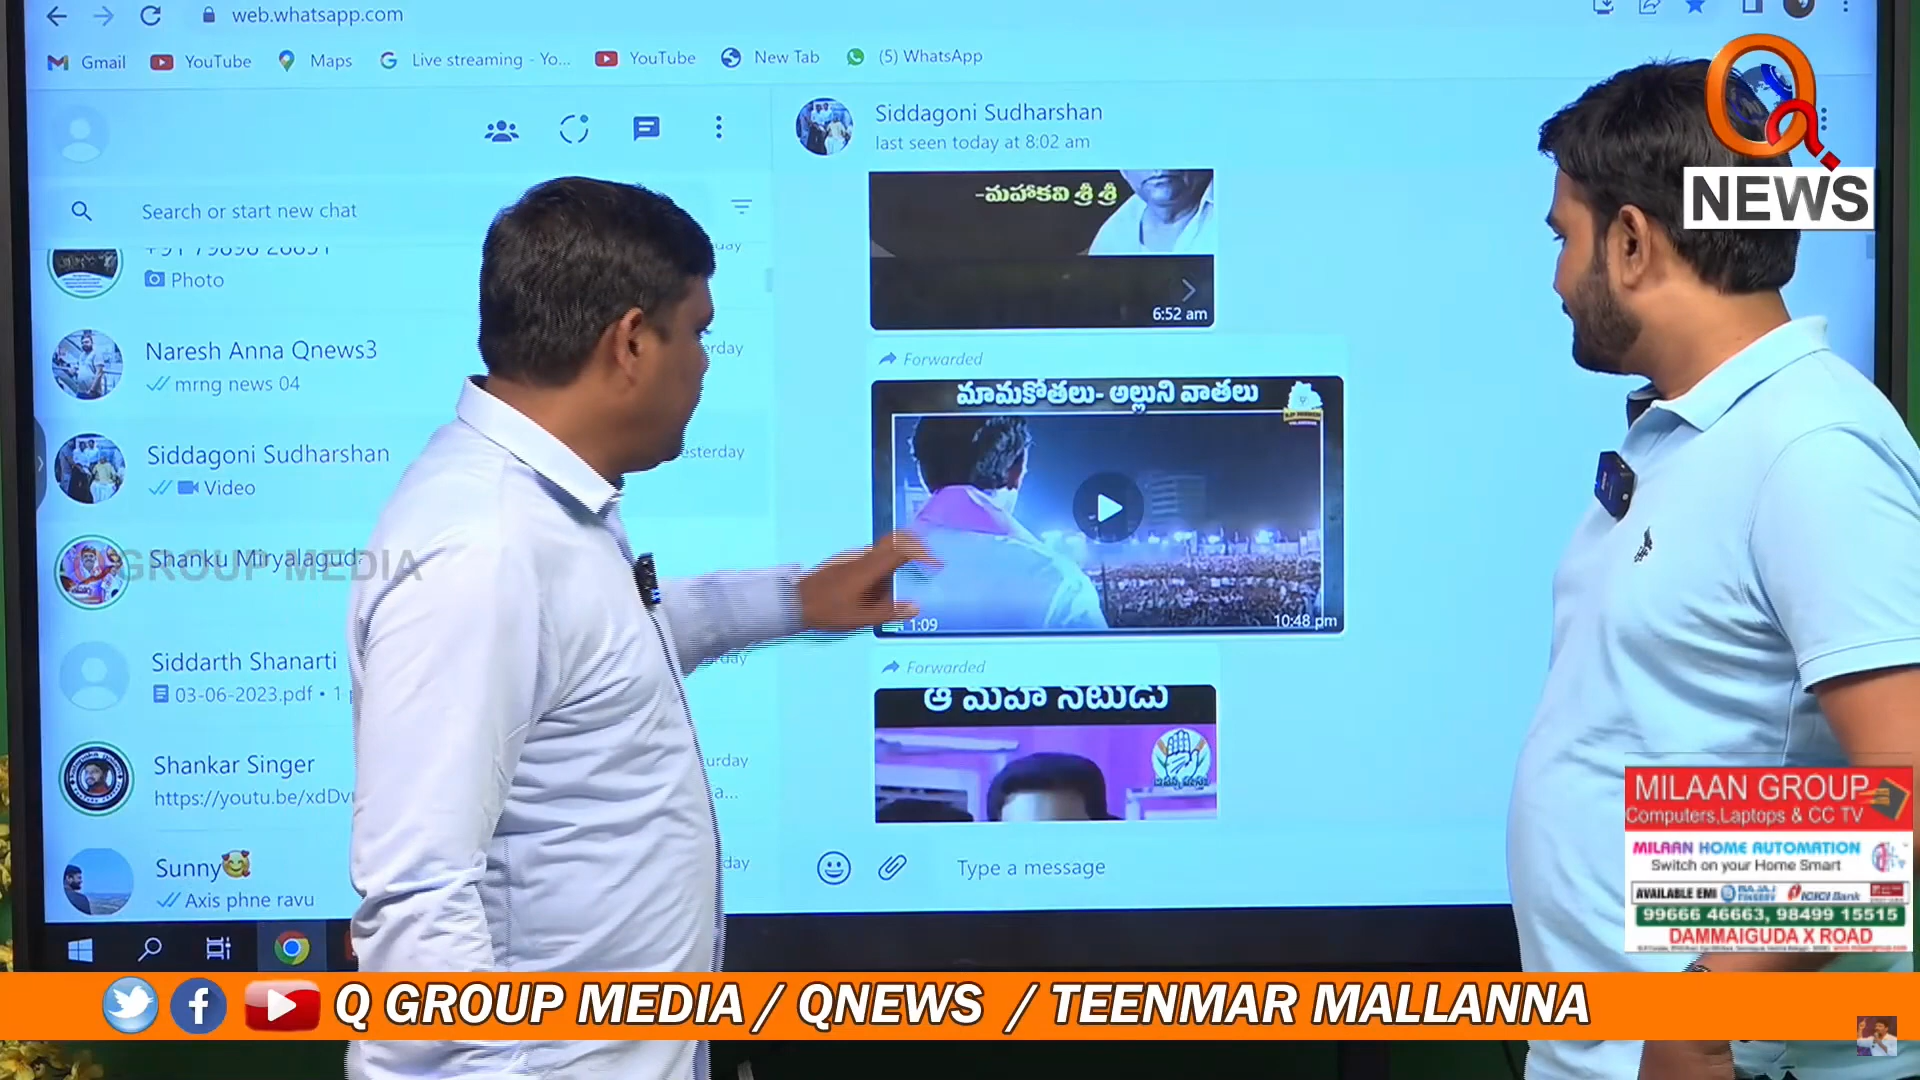 web.whatsapp.com
Gmail
YouTube
Maps
Live streaming - Yo...
YouTube
New Tab
(5) WhatsApp
Siddagoni Sudharshan
last seen today at 8:02 am
NEWS
Search or start new chat
Photo
Naresh Anna Qnews3
mrng news 04
Siddagoni Sudharshan
Video
esterday
Shanku Miryalaguda
GROUP MEDIA
Siddarth Shanarti
03-06-2023.pdf • 1
Shankar Singer
https://youtu.be/xdDv
Sunny🥰
Axis phne ravu
-మహాకవి శ్రీ శ్రీ
6:52 am
Forwarded
మామకోతలు- అల్లుని వాతలు
1:09
10:48 pm
Forwarded
ఆ మహా నటుడు
Type a message
MILAAN GROUP
Computers,Laptops & CC TV
MILAAN HOME AUTOMATION
Switch on your Home Smart
AVAILABLE EMI
ICICI Bank
99666 46663, 98499 15515
DAMMAIGUDA X ROAD
Q GROUP MEDIA / QNEWS / TEENMAR MALLANNA